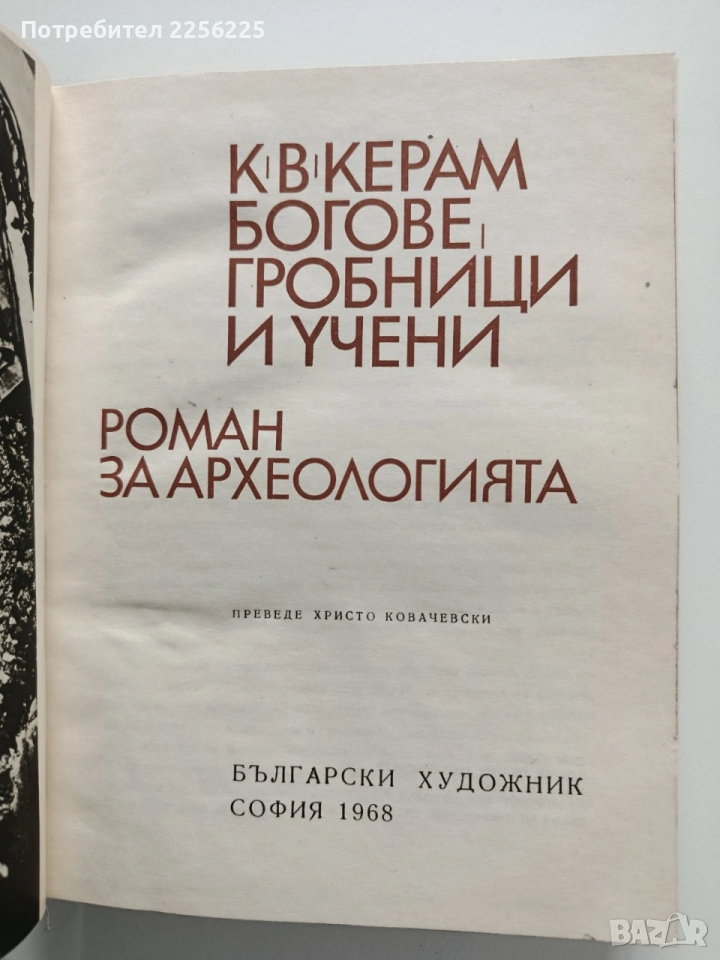 Потребител 2256225
К|В|КЕРАМ
БОГОВЕ|
ГРОБНИЦИ
И УЧЕНИ
РОМАН
ЗА АРХЕОЛОГИЯТА
ПРЕВЕДЕ ХРИСТО КОВАЧЕВСКИ
БЪЛГАРСКИ ХУДОЖНИК
СОФИЯ 1968
BAZAR